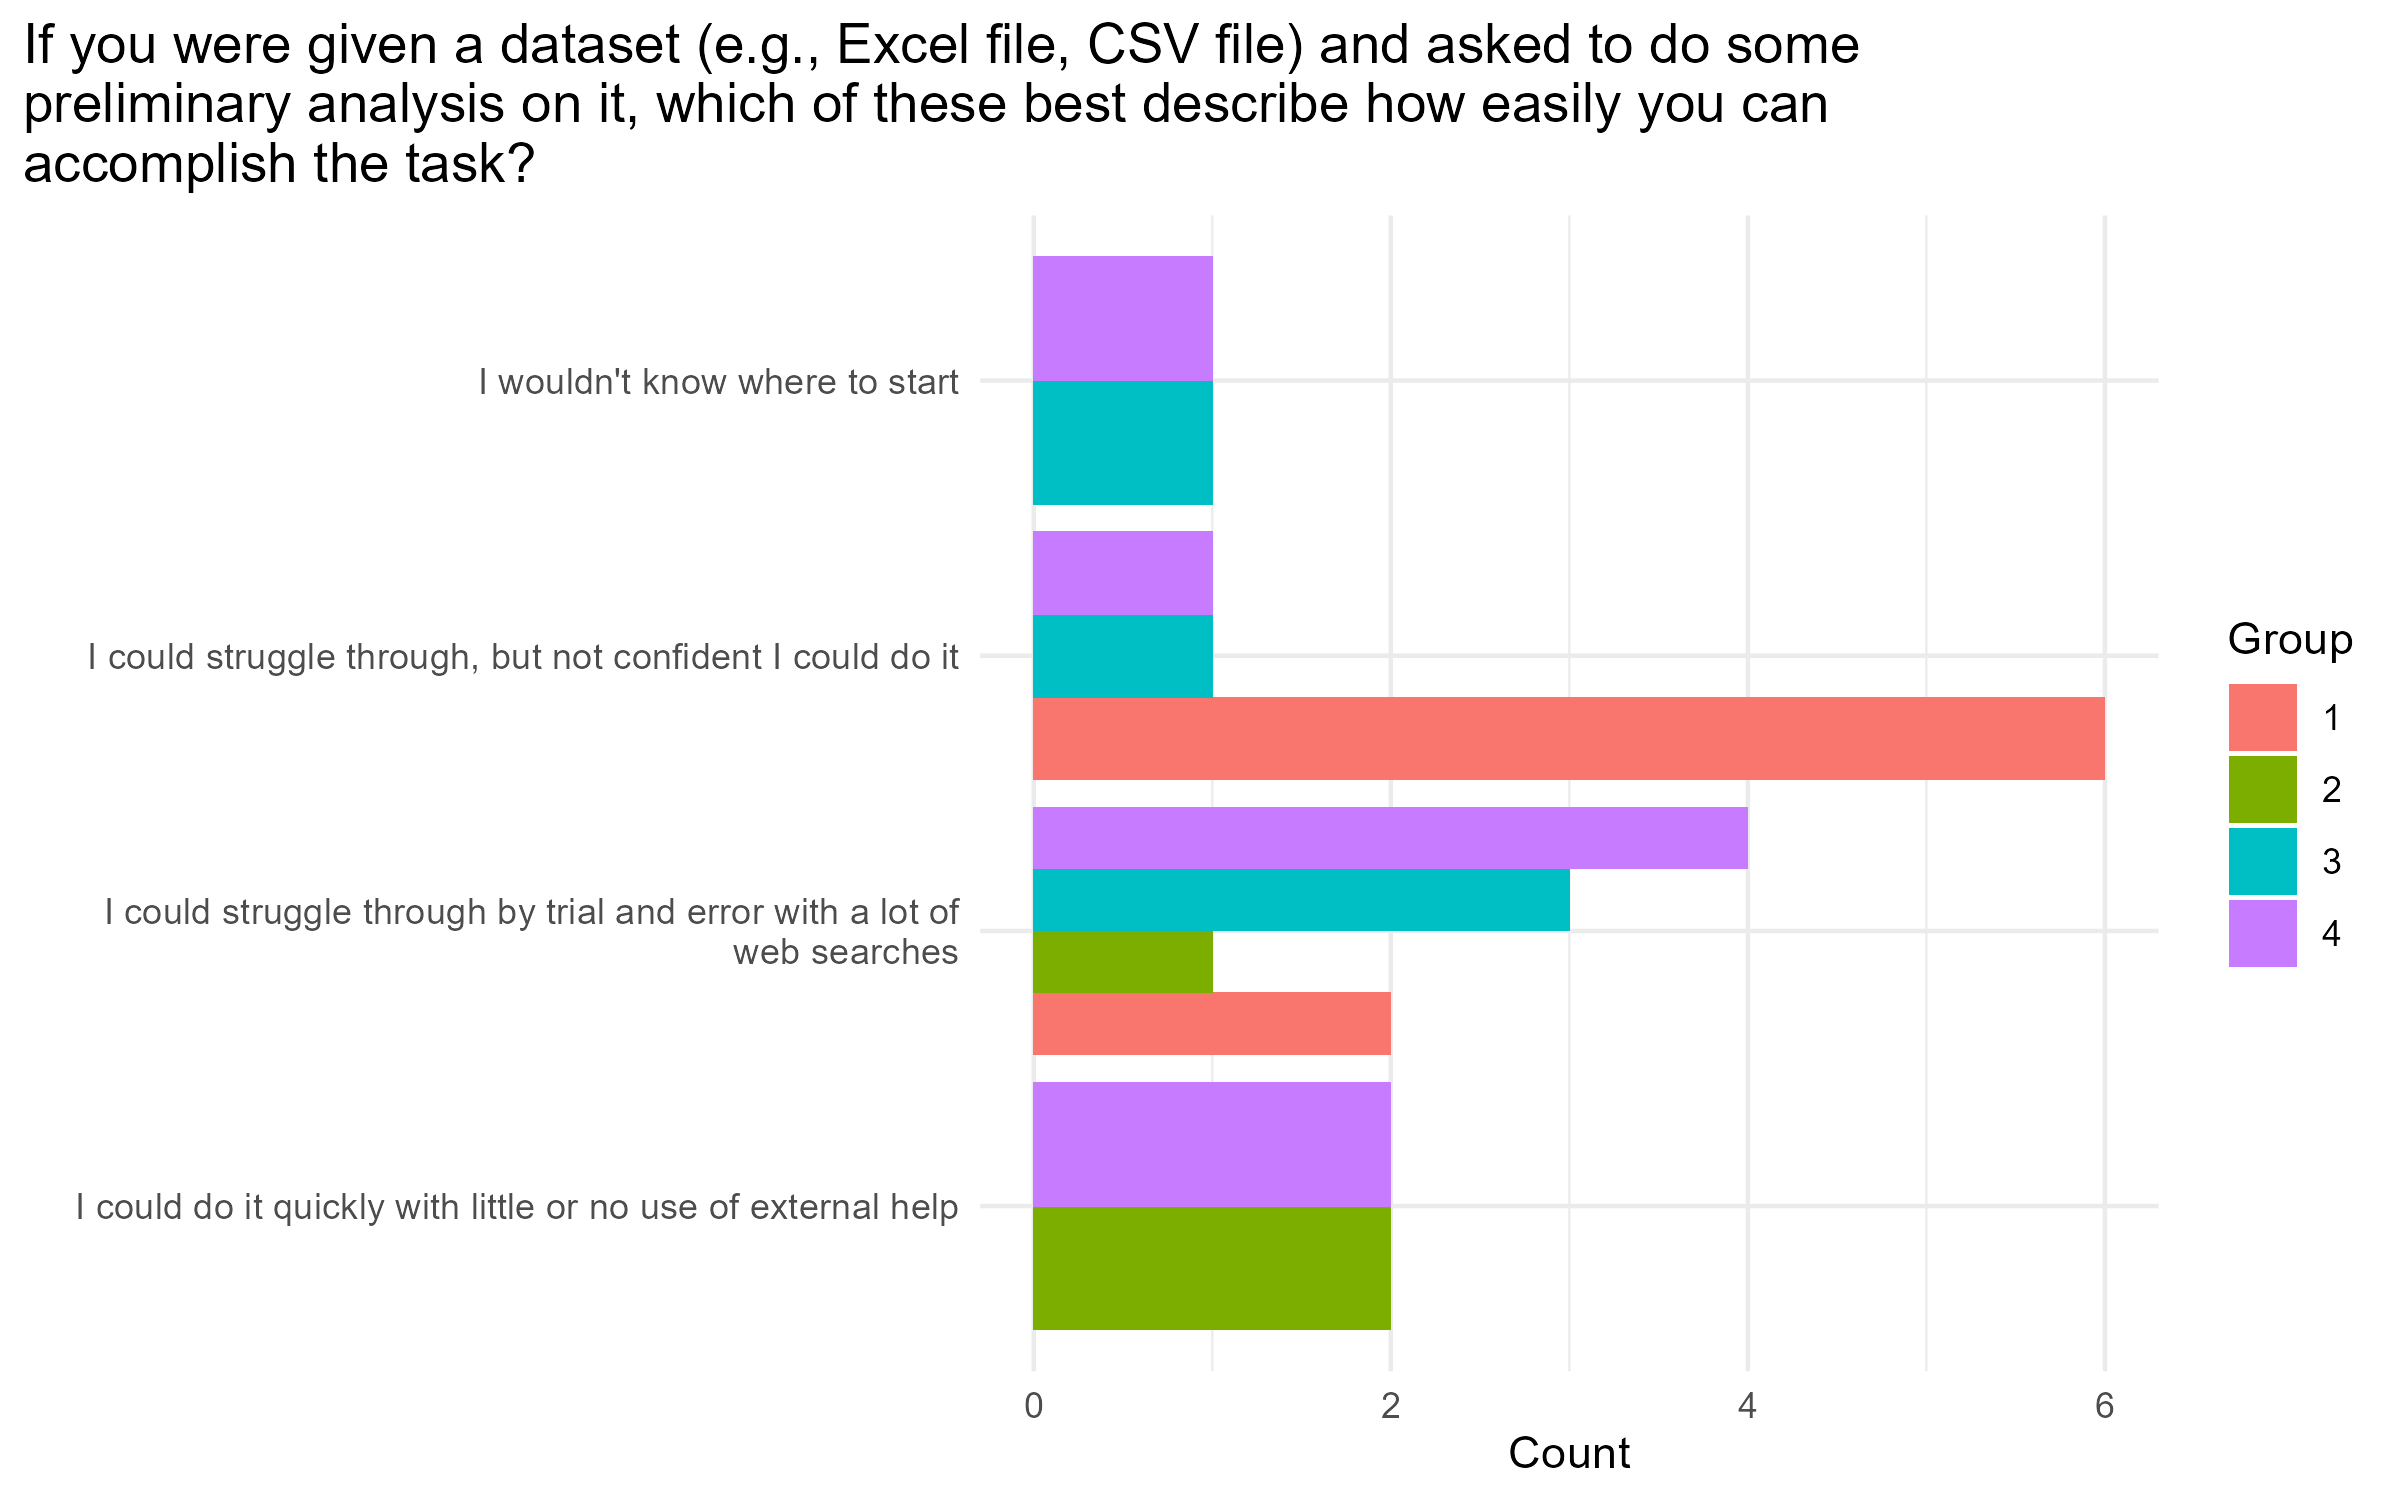 If you were given a dataset (e.g., Excel file, CSV file) and asked to do some
preliminary analysis on it, which of these best describe how easily you can
accomplish the task?
I wouldn't know where to start
I could struggle through, but not confident I could do it
I could struggle through by trial and error with a lot of
web searches
I could do it quickly with little or no use of external help
0
2
4
6
Count
Group
1
2
3
4